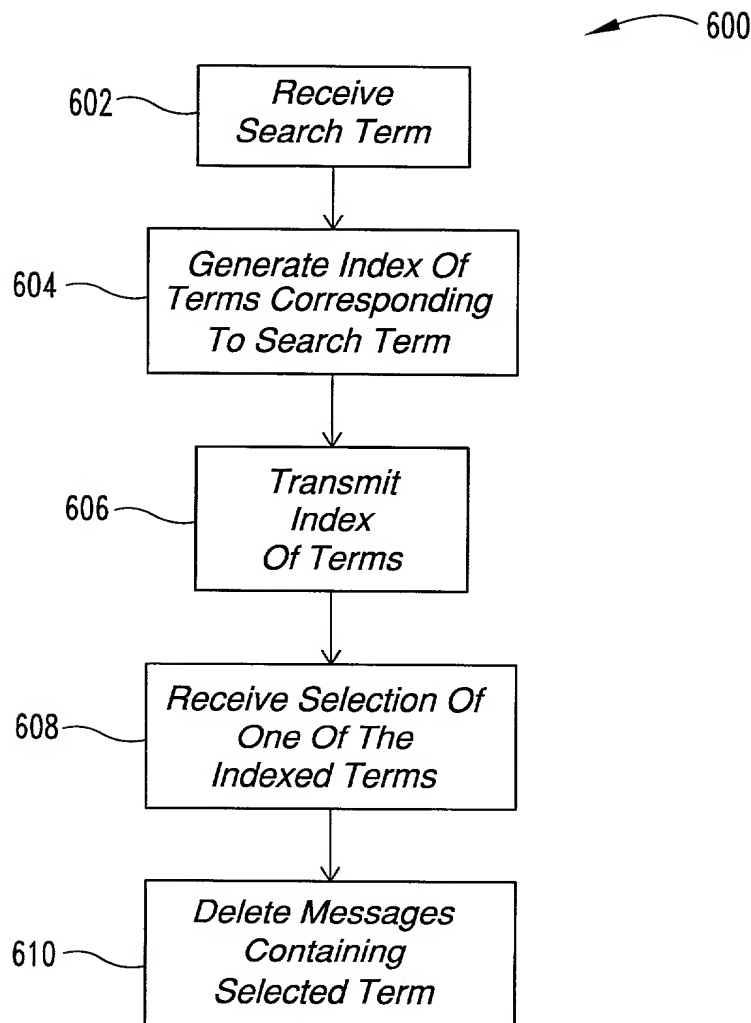 600
602
Receive
Search Term
604
Generate Index Of
Terms Corresponding
To Search Term
606
Transmit
Index
Of Terms
608
Receive Selection Of
One Of The
Indexed Terms
610
Delete Messages
Containing
Selected Term